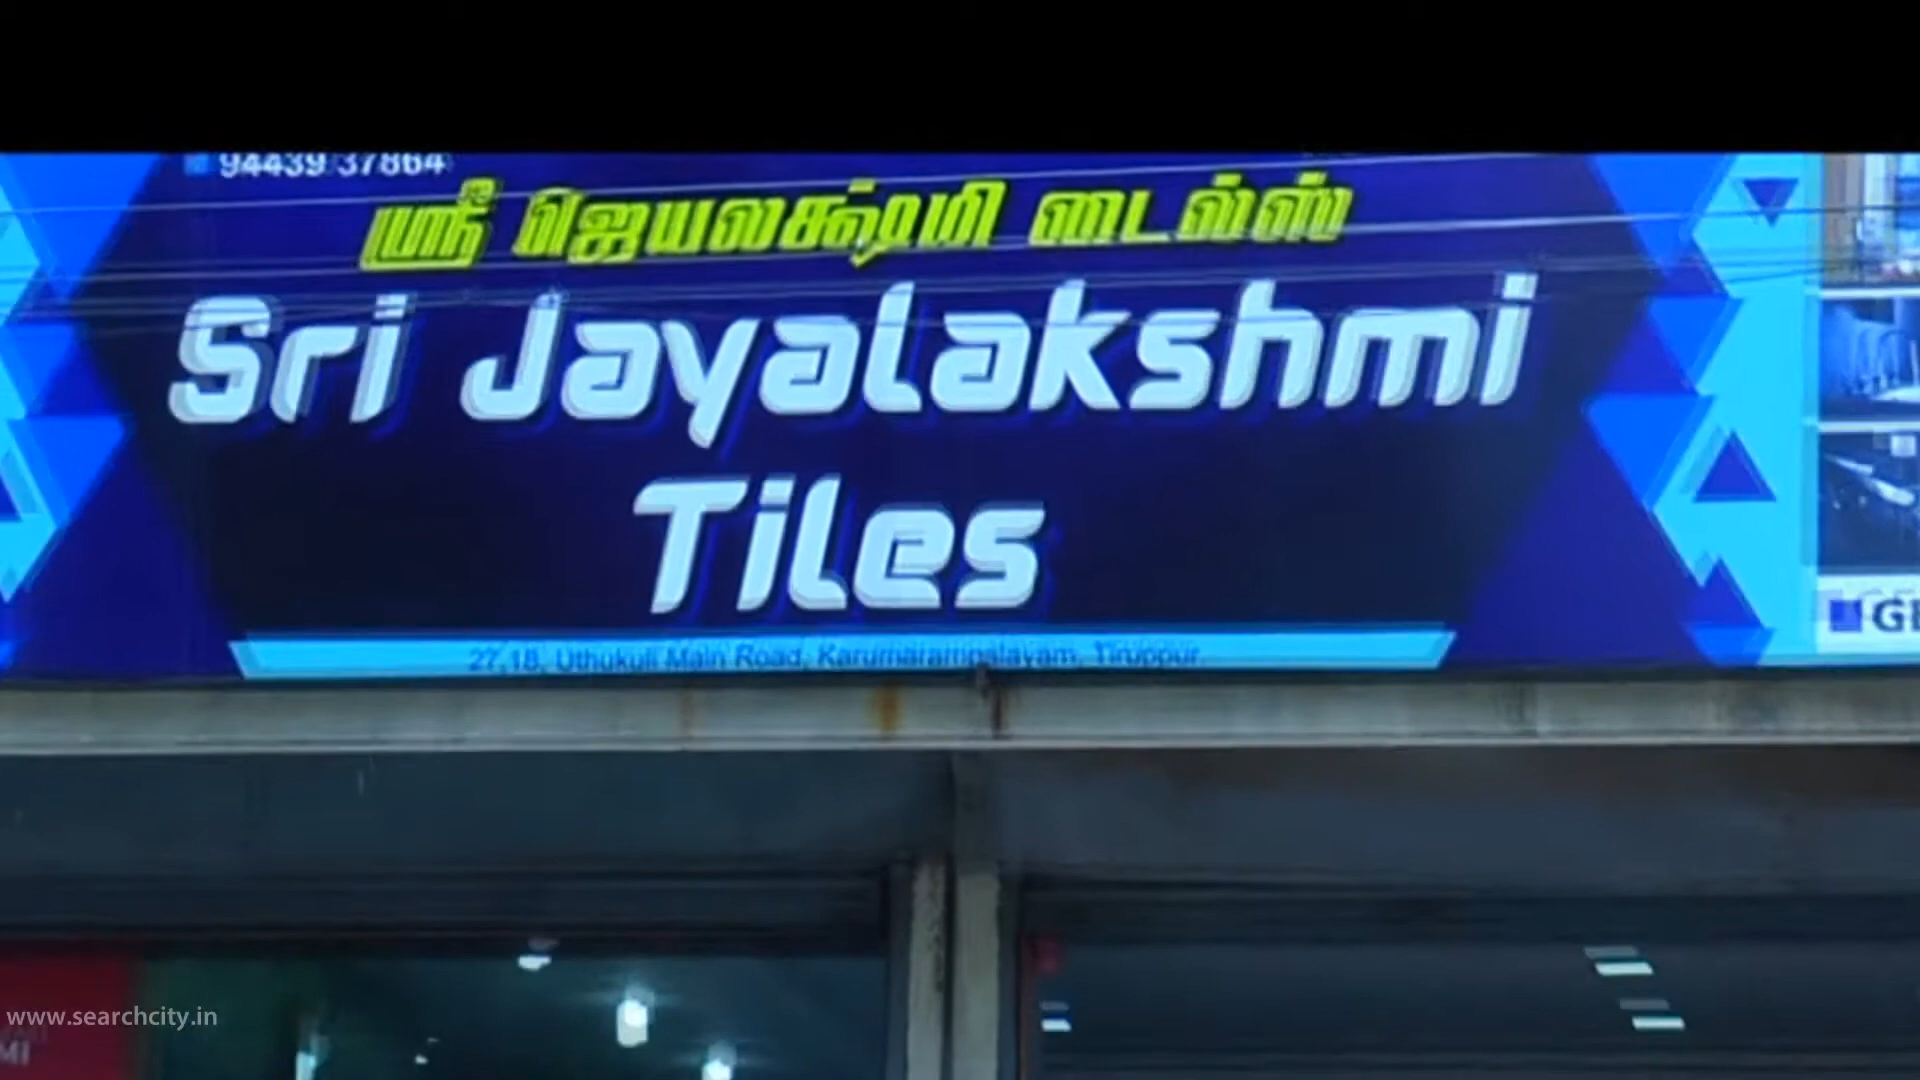 94439 37864
ஸ்ரீ ஜெயலக்ஷ்மி டைல்ஸ்
Sri Jayalakshmi
Tiles
27,18, Uthukuli Main Road, Karumarampalayam, Tiruppur.
www.searchcity.in